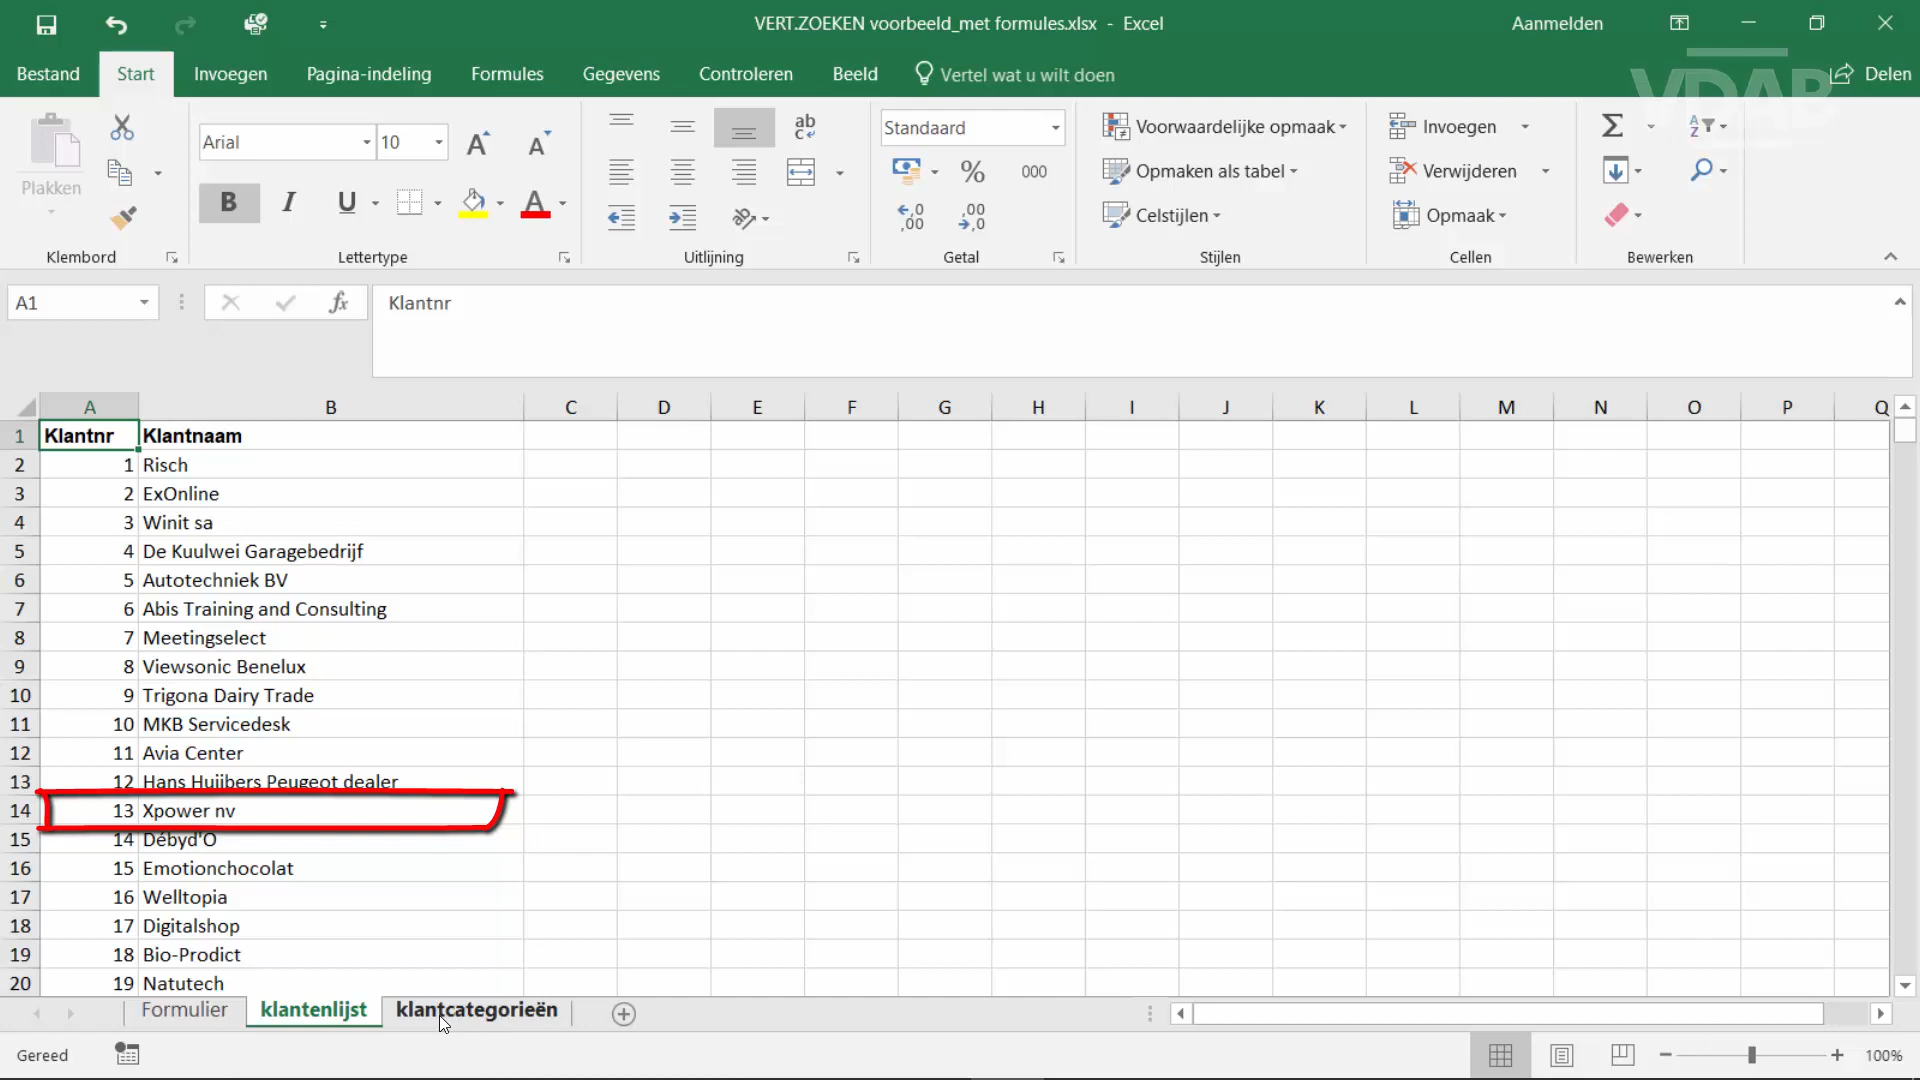 VERT.ZOEKEN voorbeeld_met formules.xlsx - Excel
Aanmelden
Bestand Start Invoegen Pagina-indeling Formules Gegevens Controleren Beeld Vertel wat u wilt doen Delen
VDAB
Plakken
Arial 10
Standaard
Voorwaardelijke opmaak
Opmaken als tabel
Celstijlen
Invoegen
Verwijderen
Opmaak
B I U A
% 000
Klembord Lettertype Uitlijning Getal Stijlen Cellen Bewerken
A1 fx Klantnr
A B C D E F G H I J K L M N O P Q
1 Klantnr Klantnaam
2 1 Risch
3 2 ExOnline
4 3 Winit sa
5 4 De Kuulwei Garagebedrijf
6 5 Autotechniek BV
7 6 Abis Training and Consulting
8 7 Meetingselect
9 8 Viewsonic Benelux
10 9 Trigona Dairy Trade
11 10 MKB Servicedesk
12 11 Avia Center
13 12 Hans Huijbers Peugeot dealer
14 13 Xpower nv
15 14 Débyd'O
16 15 Emotionchocolat
17 16 Welltopia
18 17 Digitalshop
19 18 Bio-Prodict
20 19 Natutech
Formulier klantenlijst klantcategorieën
Gereed 100%